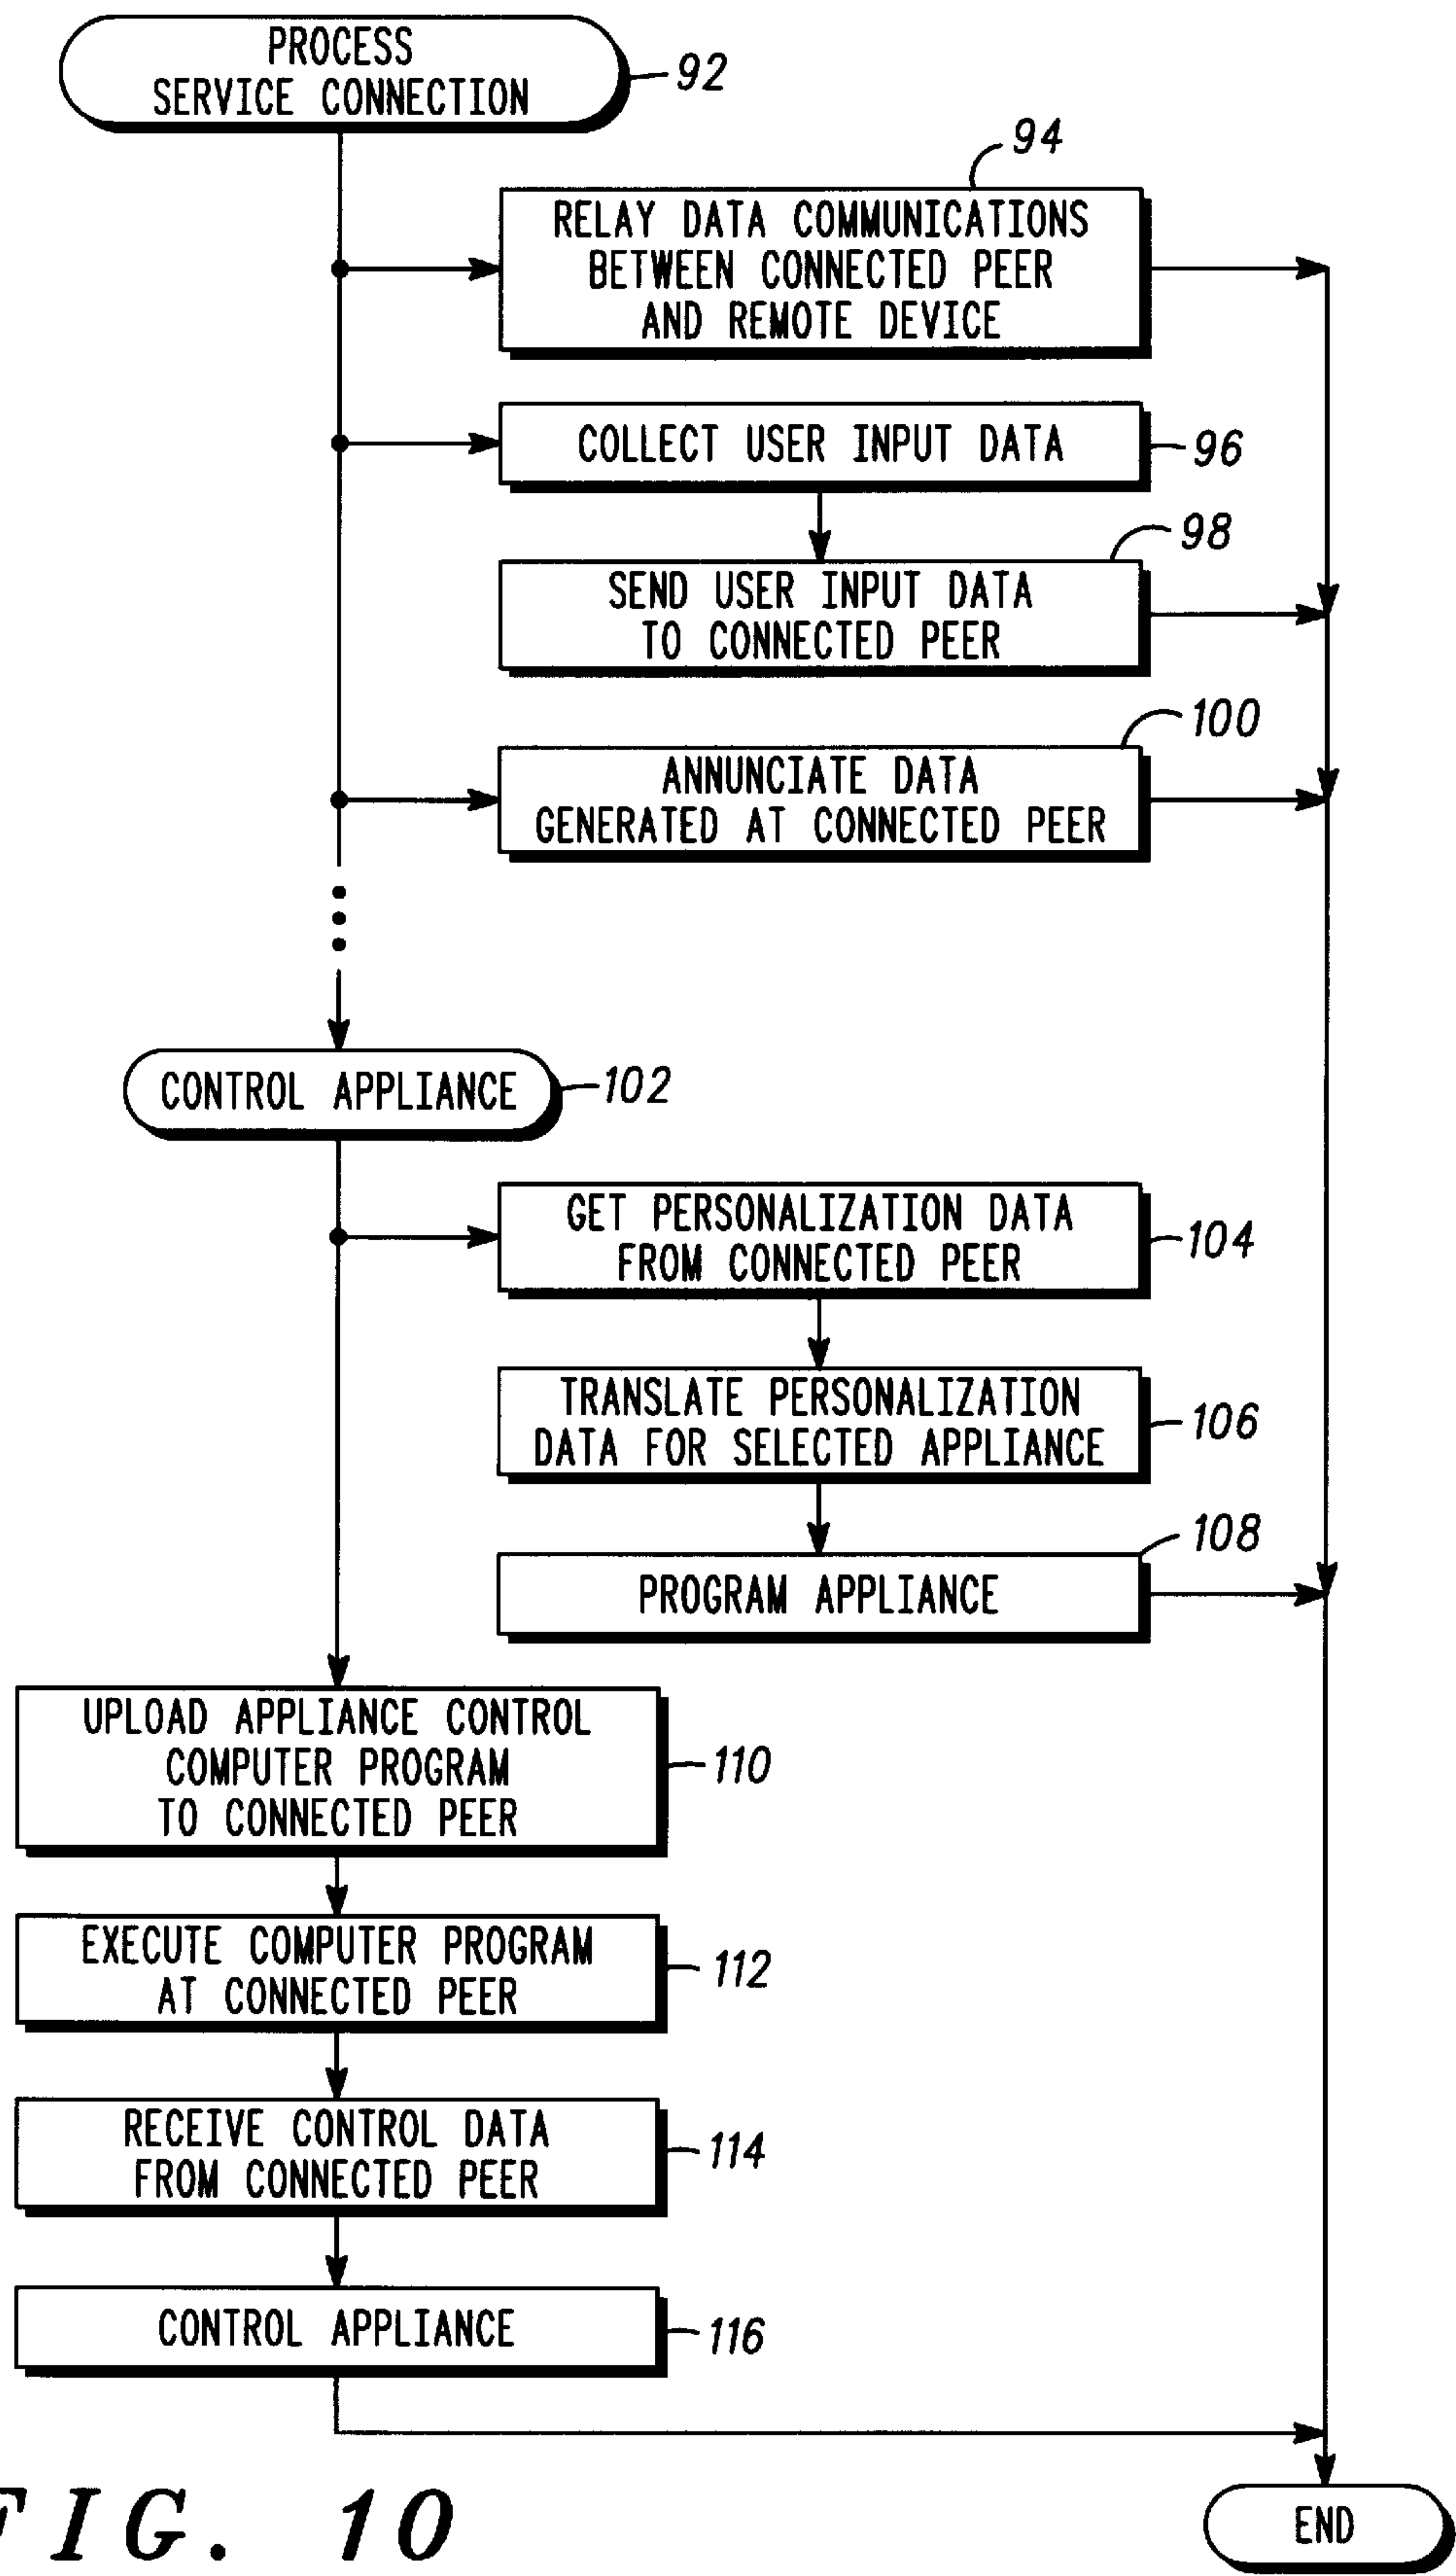 PROCESS
SERVICE CONNECTION
92
94
RELAY DATA COMMUNICATIONS
BETWEEN CONNECTED PEER
AND REMOTE DEVICE
COLLECT USER INPUT DATA
96
98
SEND USER INPUT DATA
TO CONNECTED PEER
100
ANNUNCIATE DATA
GENERATED AT CONNECTED PEER
CONTROL APPLIANCE
102
GET PERSONALIZATION DATA
FROM CONNECTED PEER
104
TRANSLATE PERSONALIZATION
DATA FOR SELECTED APPLIANCE
106
108
PROGRAM APPLIANCE
UPLOAD APPLIANCE CONTROL
COMPUTER PROGRAM
TO CONNECTED PEER
110
EXECUTE COMPUTER PROGRAM
AT CONNECTED PEER
112
RECEIVE CONTROL DATA
FROM CONNECTED PEER
114
CONTROL APPLIANCE
116
END
FIG. 10